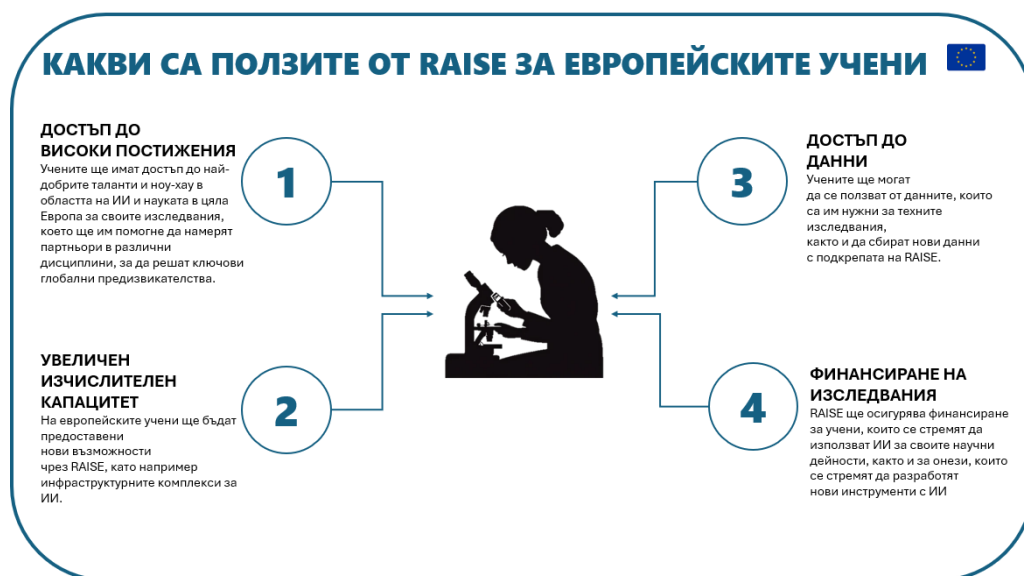 КАКВИ СА ПОЛЗИТЕ ОТ RAISE ЗА ЕВРОПЕЙСКИТЕ УЧЕНИ
ДОСТЪП ДО
ВИСОКИ ПОСТИЖЕНИЯ
Учените ще имат достъп до най-
добрите таланти и ноу-хау в
областта на ИИ и науката в цяла
Европа за своите изследвания,
което ще им помогне да намерят
партньори в различни
дисциплини, за да решат ключови
глобални предизвикателства.
1
УВЕЛИЧЕН
ИЗЧИСЛИТЕЛЕН
КАПАЦИТЕТ
На европейските учени ще бъдат
предоставени
нови възможности
чрез RAISE, като например
инфраструктурните комплекси за
ИИ.
2
3
ДОСТЪП ДО
ДАННИ
Учените ще могат
да се ползват от данните, които
са им нужни за техните
изследвания,
както и да сбират нови данни
с подкрепата на RAISE.
4
ФИНАНСИРАНЕ НА
ИЗСЛЕДВАНИЯ
RAISE ще осигурява финансиране
за учени, които се стремят да
използват ИИ за своите научни
дейности, както и за онези, които
се стремят да разработят
нови инструменти с ИИ